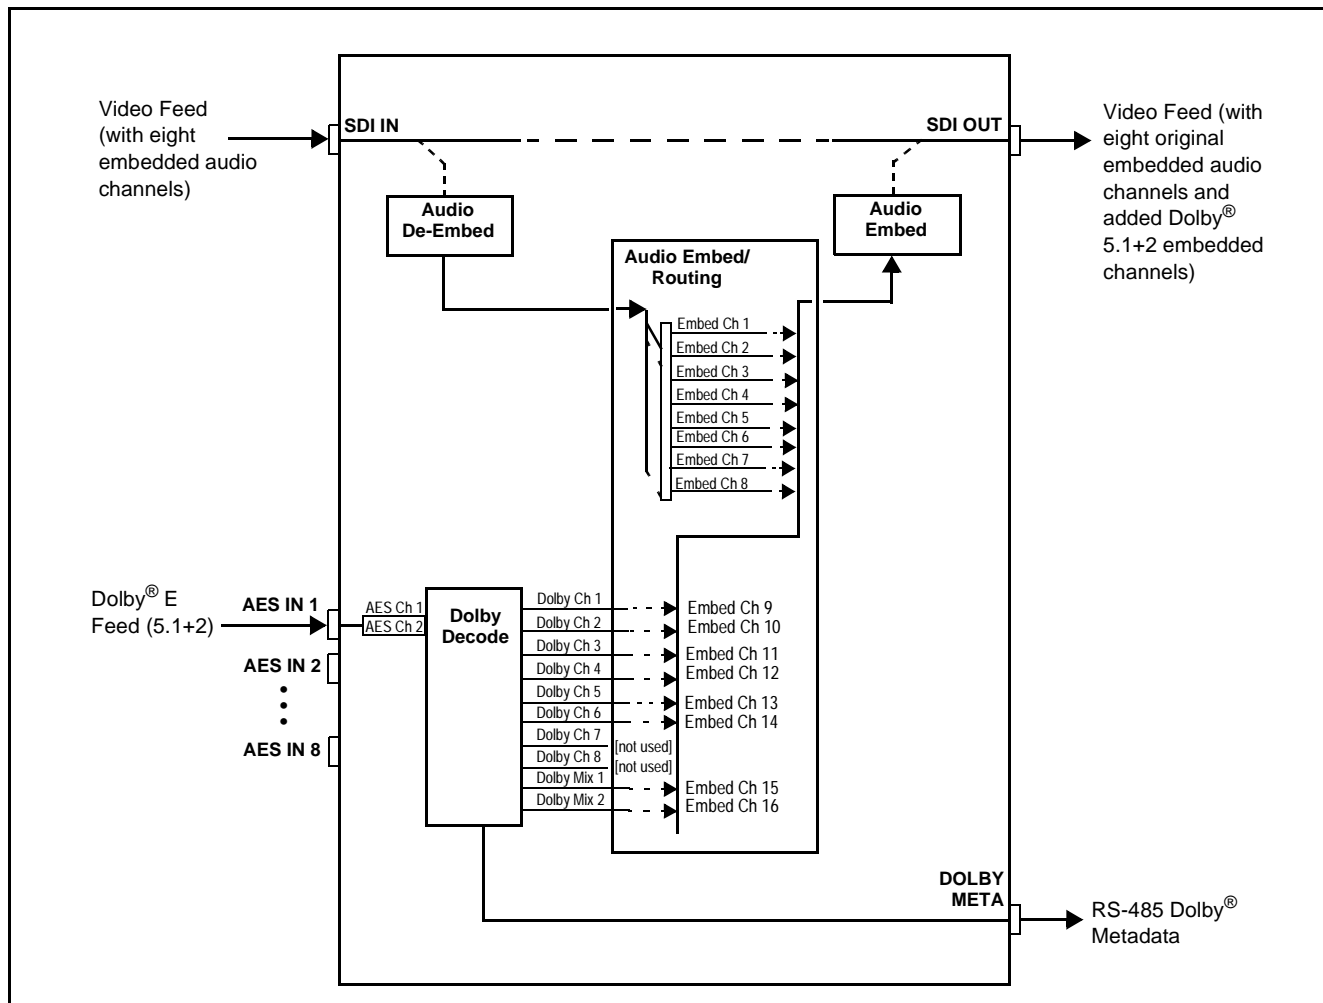 Video Feed
(with eight
embedded audio
channels)
SDI IN
SDI OUT
Video Feed (with
eight original
embedded audio
channels and
added Dolby®
5.1+2 embedded
channels)
Audio
De-Embed
Audio
Embed
Audio Embed/
Routing
Embed Ch 1
Embed Ch 2
Embed Ch 3
Embed Ch 4
Embed Ch 5
Embed Ch 6
Embed Ch 7
Embed Ch 8
Dolby® E
Feed (5.1+2)
AES IN 1
AES IN 2
AES IN 8
AES Ch 1
AES Ch 2
Dolby
Decode
Dolby Ch 1
Dolby Ch 2
Dolby Ch 3
Dolby Ch 4
Dolby Ch 5
Dolby Ch 6
Dolby Ch 7
Dolby Ch 8
Dolby Mix 1
Dolby Mix 2
[not used]
[not used]
Embed Ch 9
Embed Ch 10
Embed Ch 11
Embed Ch 12
Embed Ch 13
Embed Ch 14
Embed Ch 15
Embed Ch 16
DOLBY
META
RS-485 Dolby®
Metadata